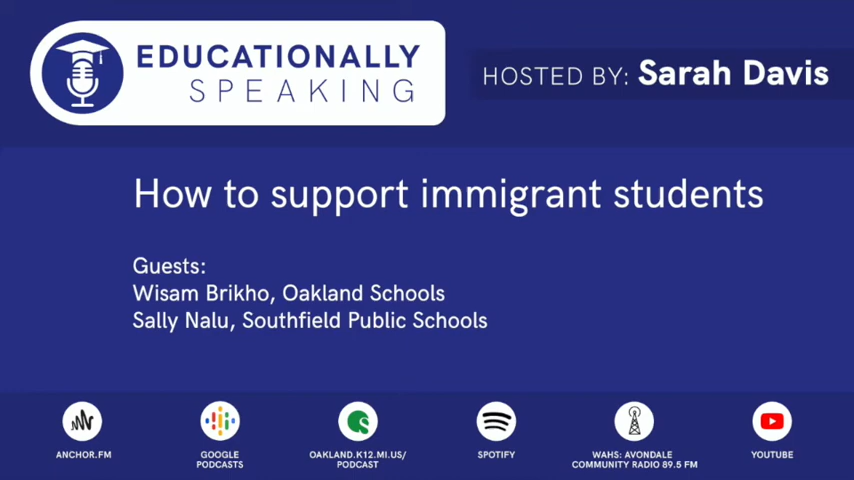 EDUCATIONALLY
SPEAKING
HOSTED BY: Sarah Davis
How to support immigrant students
Guests:
Wisam Brikho, Oakland Schools
Sally Nalu, Southfield Public Schools
ANCHOR.FM
GOOGLE
PODCASTS
OAKLAND.K12.MI.US/
PODCAST
SPOTIFY
WAHS: AVONDALE
COMMUNITY RADIO 89.5 FM
YOUTUBE